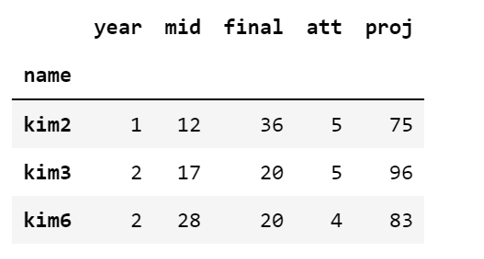 year mid final att proj
name
kim2 1 12 36 5 75
kim3 2 17 20 5 96
kim6 2 28 20 4 83